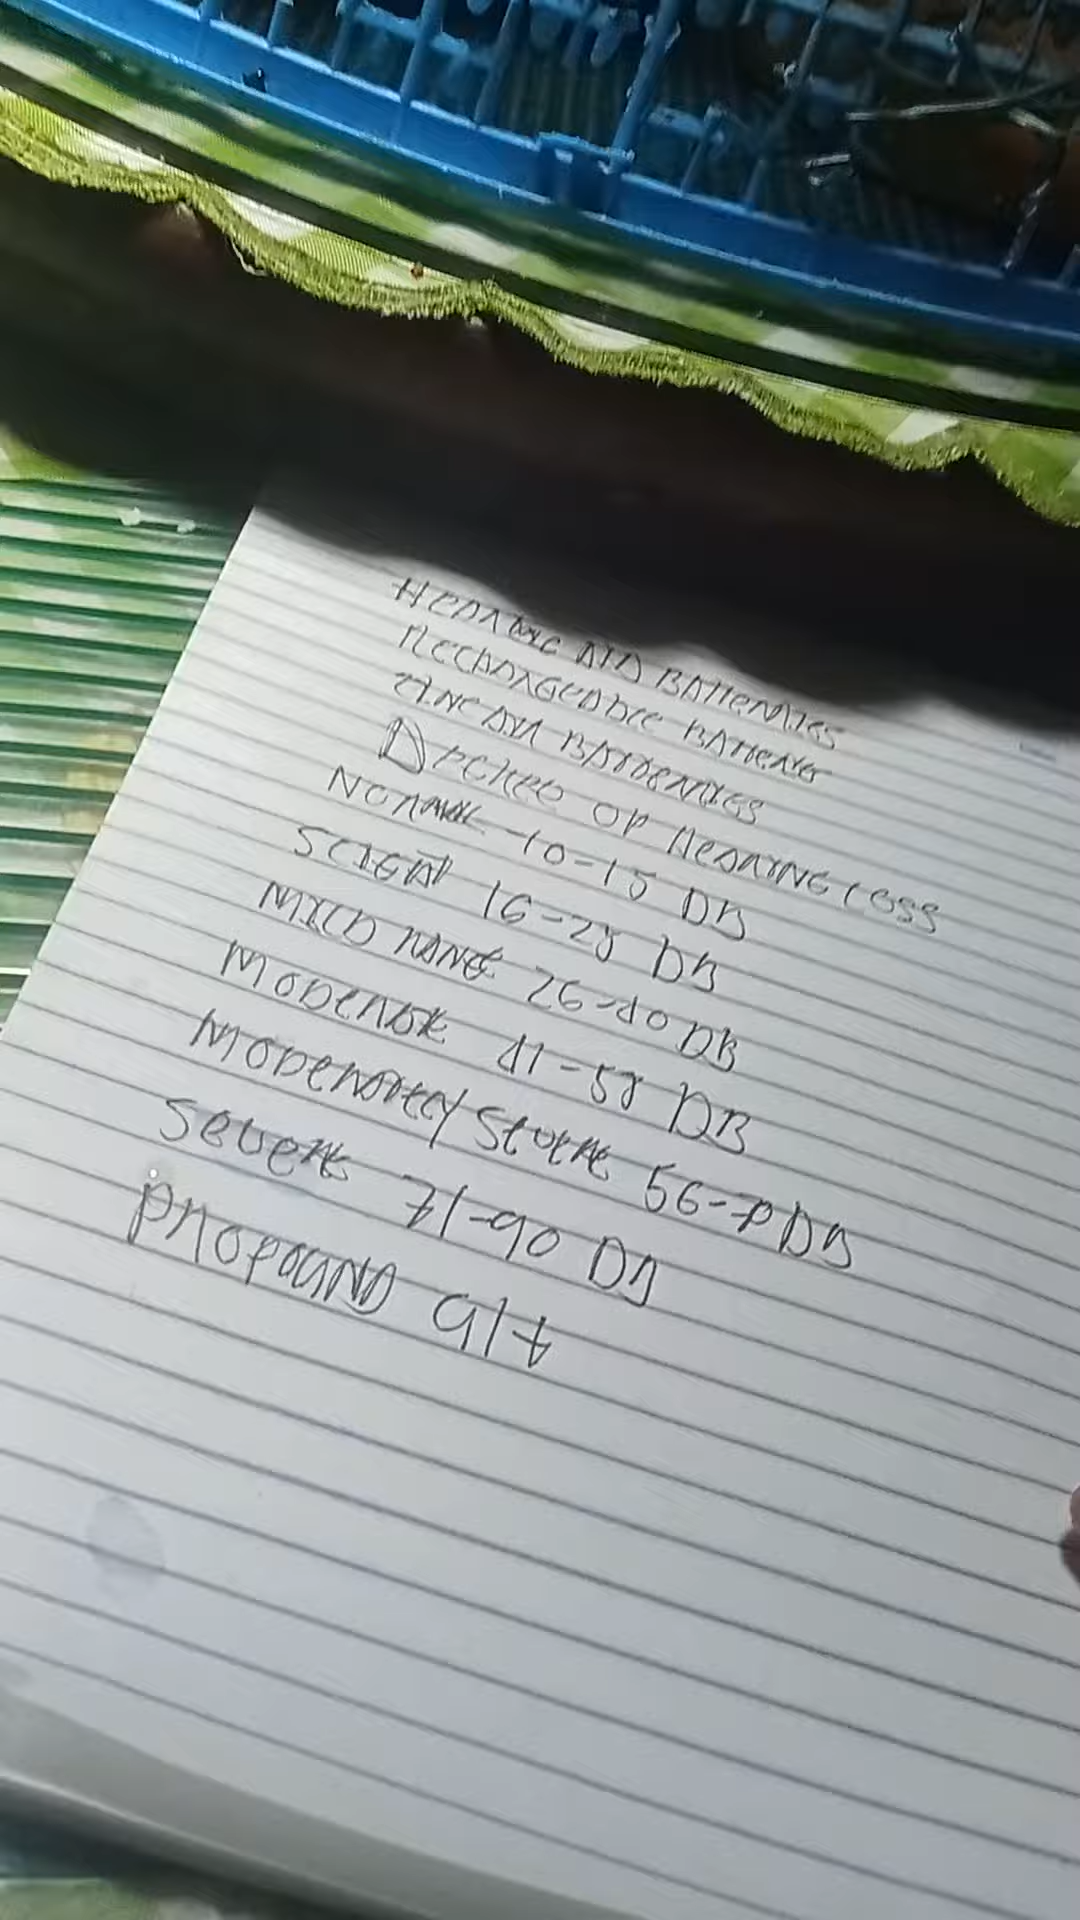 HEARING AID BATTERIES
RECHARGEABLE BATTERIES
ZINC AIR BATTERIES
DEGREE OF HEARING LOSS
NORMAL -10-15 DB
SLIGHT 16-25 DB
MILD RANGE 26-40 DB
MODERATE 41-55 DB
MODERATELY SEVERE 56-70 DB
SEVERE 71-90 DB
PROFOUND 91+